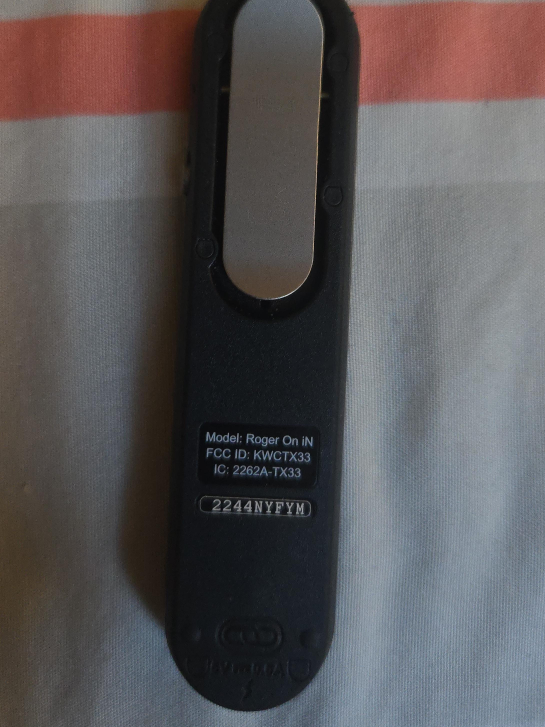 Model: Roger On iN
FCC ID: KWCTX33
IC: 2262A-TX33
2244NYFYM